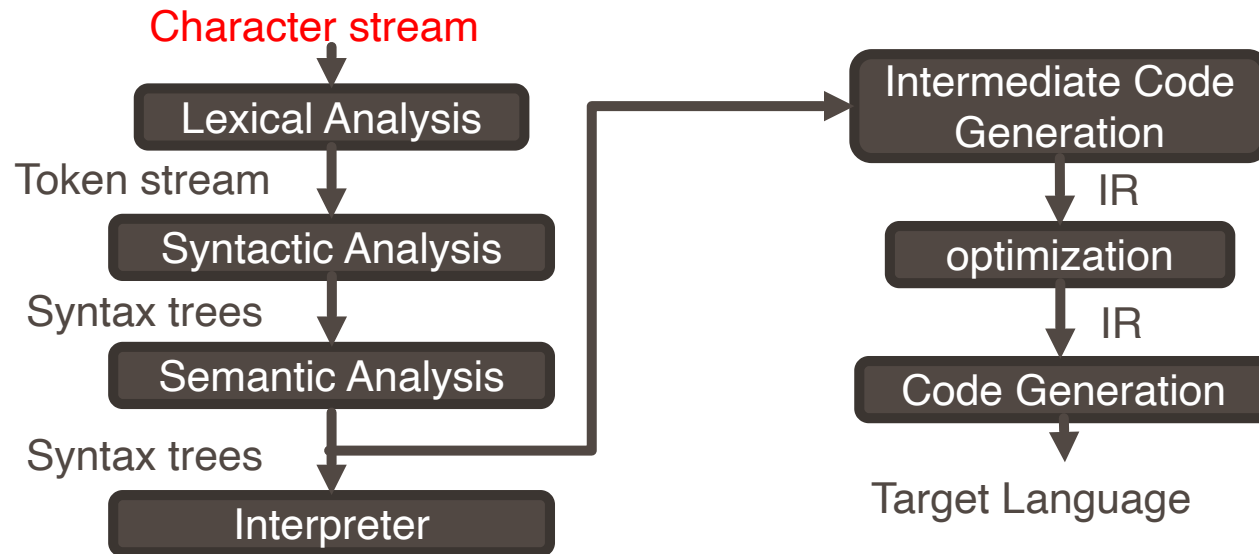 Character stream
Lexical Analysis
Token stream
Syntactic Analysis
Syntax trees
Semantic Analysis
Syntax trees
Interpreter
Intermediate Code
Generation
IR
optimization
IR
Code Generation
Target Language